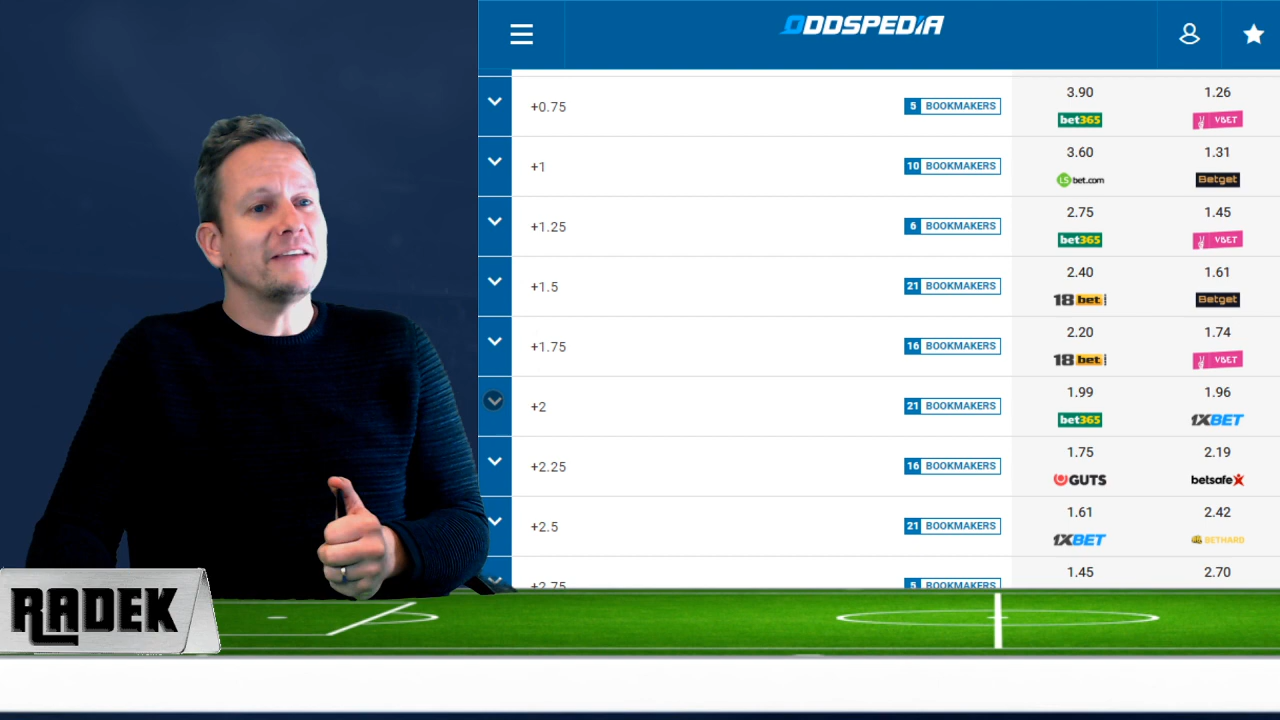 ODDSPEDIA
+0.75 5 BOOKMAKERS 3.90 1.26
bet365 VBET
+1 10 BOOKMAKERS 3.60 1.31
LSbet.com Betget
+1.25 6 BOOKMAKERS 2.75 1.45
bet365 VBET
+1.5 21 BOOKMAKERS 2.40 1.61
18bet Betget
+1.75 16 BOOKMAKERS 2.20 1.74
18bet VBET
+2 21 BOOKMAKERS 1.99 1.96
bet365 1XBET
+2.25 16 BOOKMAKERS 1.75 2.19
GUTS betsafe
+2.5 21 BOOKMAKERS 1.61 2.42
1XBET BETHARD
+2.75 5 BOOKMAKERS 1.45 2.70
RADEK